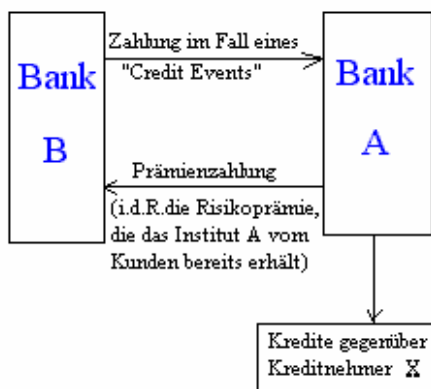 Bank
B
Zahlung im Fall eines
"Credit Events"
Prämienzahlung
(i.d.R.die Risikoprämie,
die das Institut A vom
Kunden bereits erhält)
Bank
A
Kredite gegenüber
Kreditnehmer X